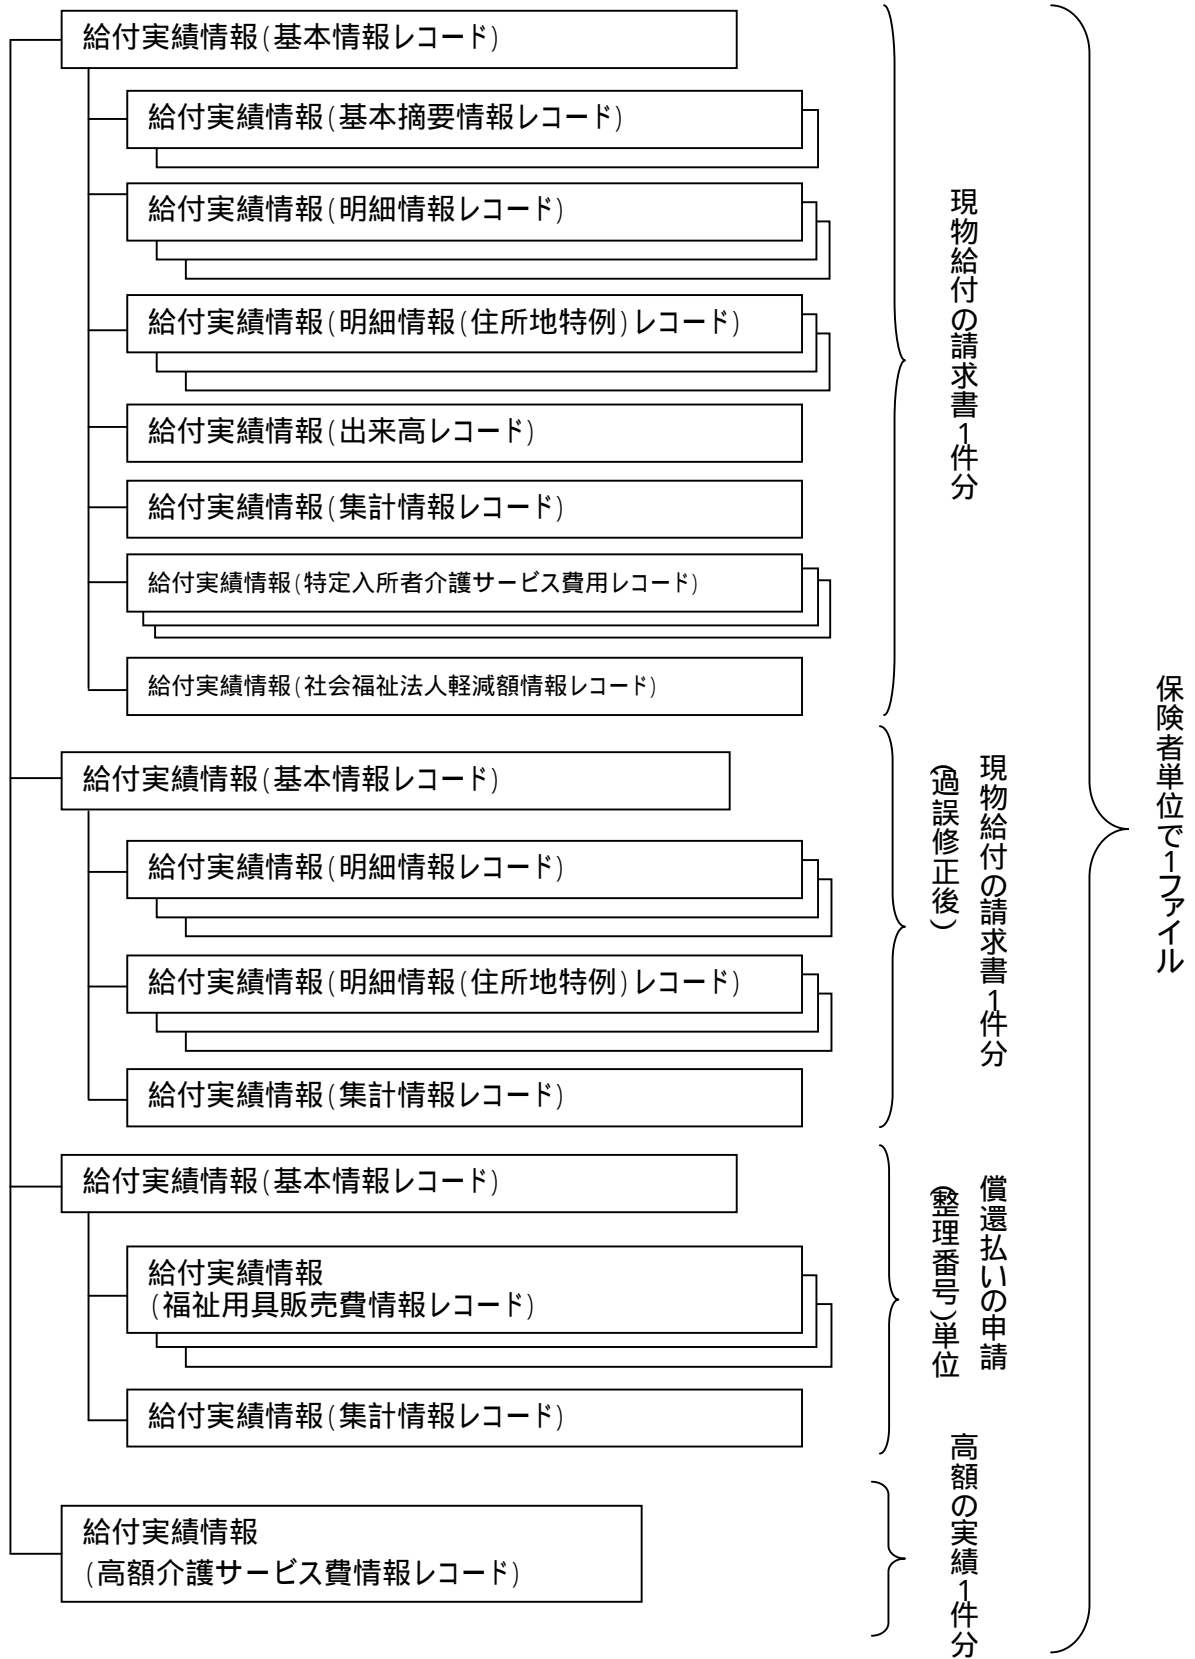 給付実績情報(基本情報レコード)
給付実績情報(基本摘要情報レコード)
給付実績情報(明細情報レコード)
給付実績情報(明細情報(住所地特例)レコード)
給付実績情報(出来高レコード)
給付実績情報(集計情報レコード)
給付実績情報(特定入所者介護サービス費用レコード)
給付実績情報(社会福祉法人軽減額情報レコード)
現物給付の請求書1件分
給付実績情報(基本情報レコード)
給付実績情報(明細情報レコード)
給付実績情報(明細情報(住所地特例)レコード)
給付実績情報(集計情報レコード)
現物給付の請求書1件分
(過誤修正後)
給付実績情報(基本情報レコード)
給付実績情報
(福祉用具販売費情報レコード)
給付実績情報(集計情報レコード)
償還払いの申請
(整理番号)単位
給付実績情報
(高額介護サービス費情報レコード)
高額の実績1件分
保険者単位で1ファイル